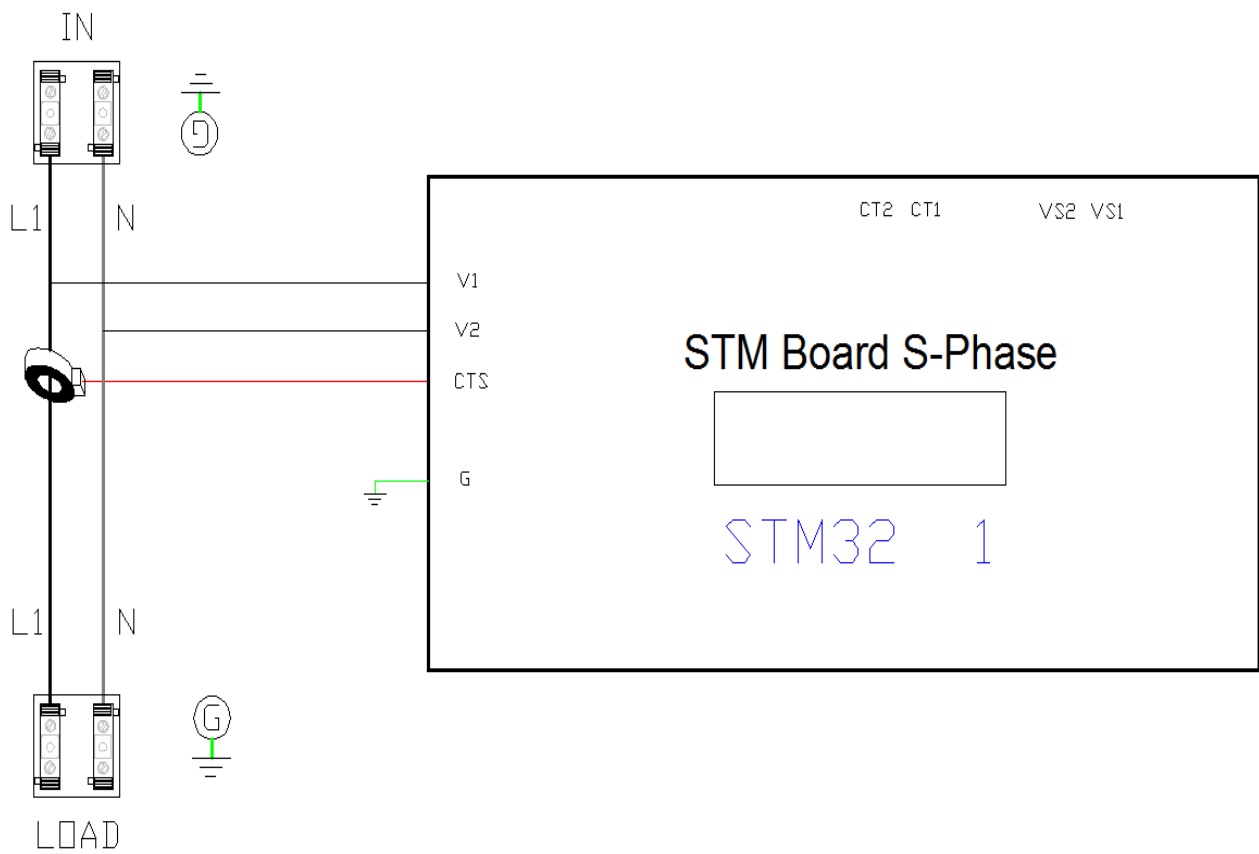 IN
G
L1 N
CT2 CT1 VS2 VS1
V1
V2
STM Board S-Phase
CTS
G
STM32 1
L1 N
G
LOAD